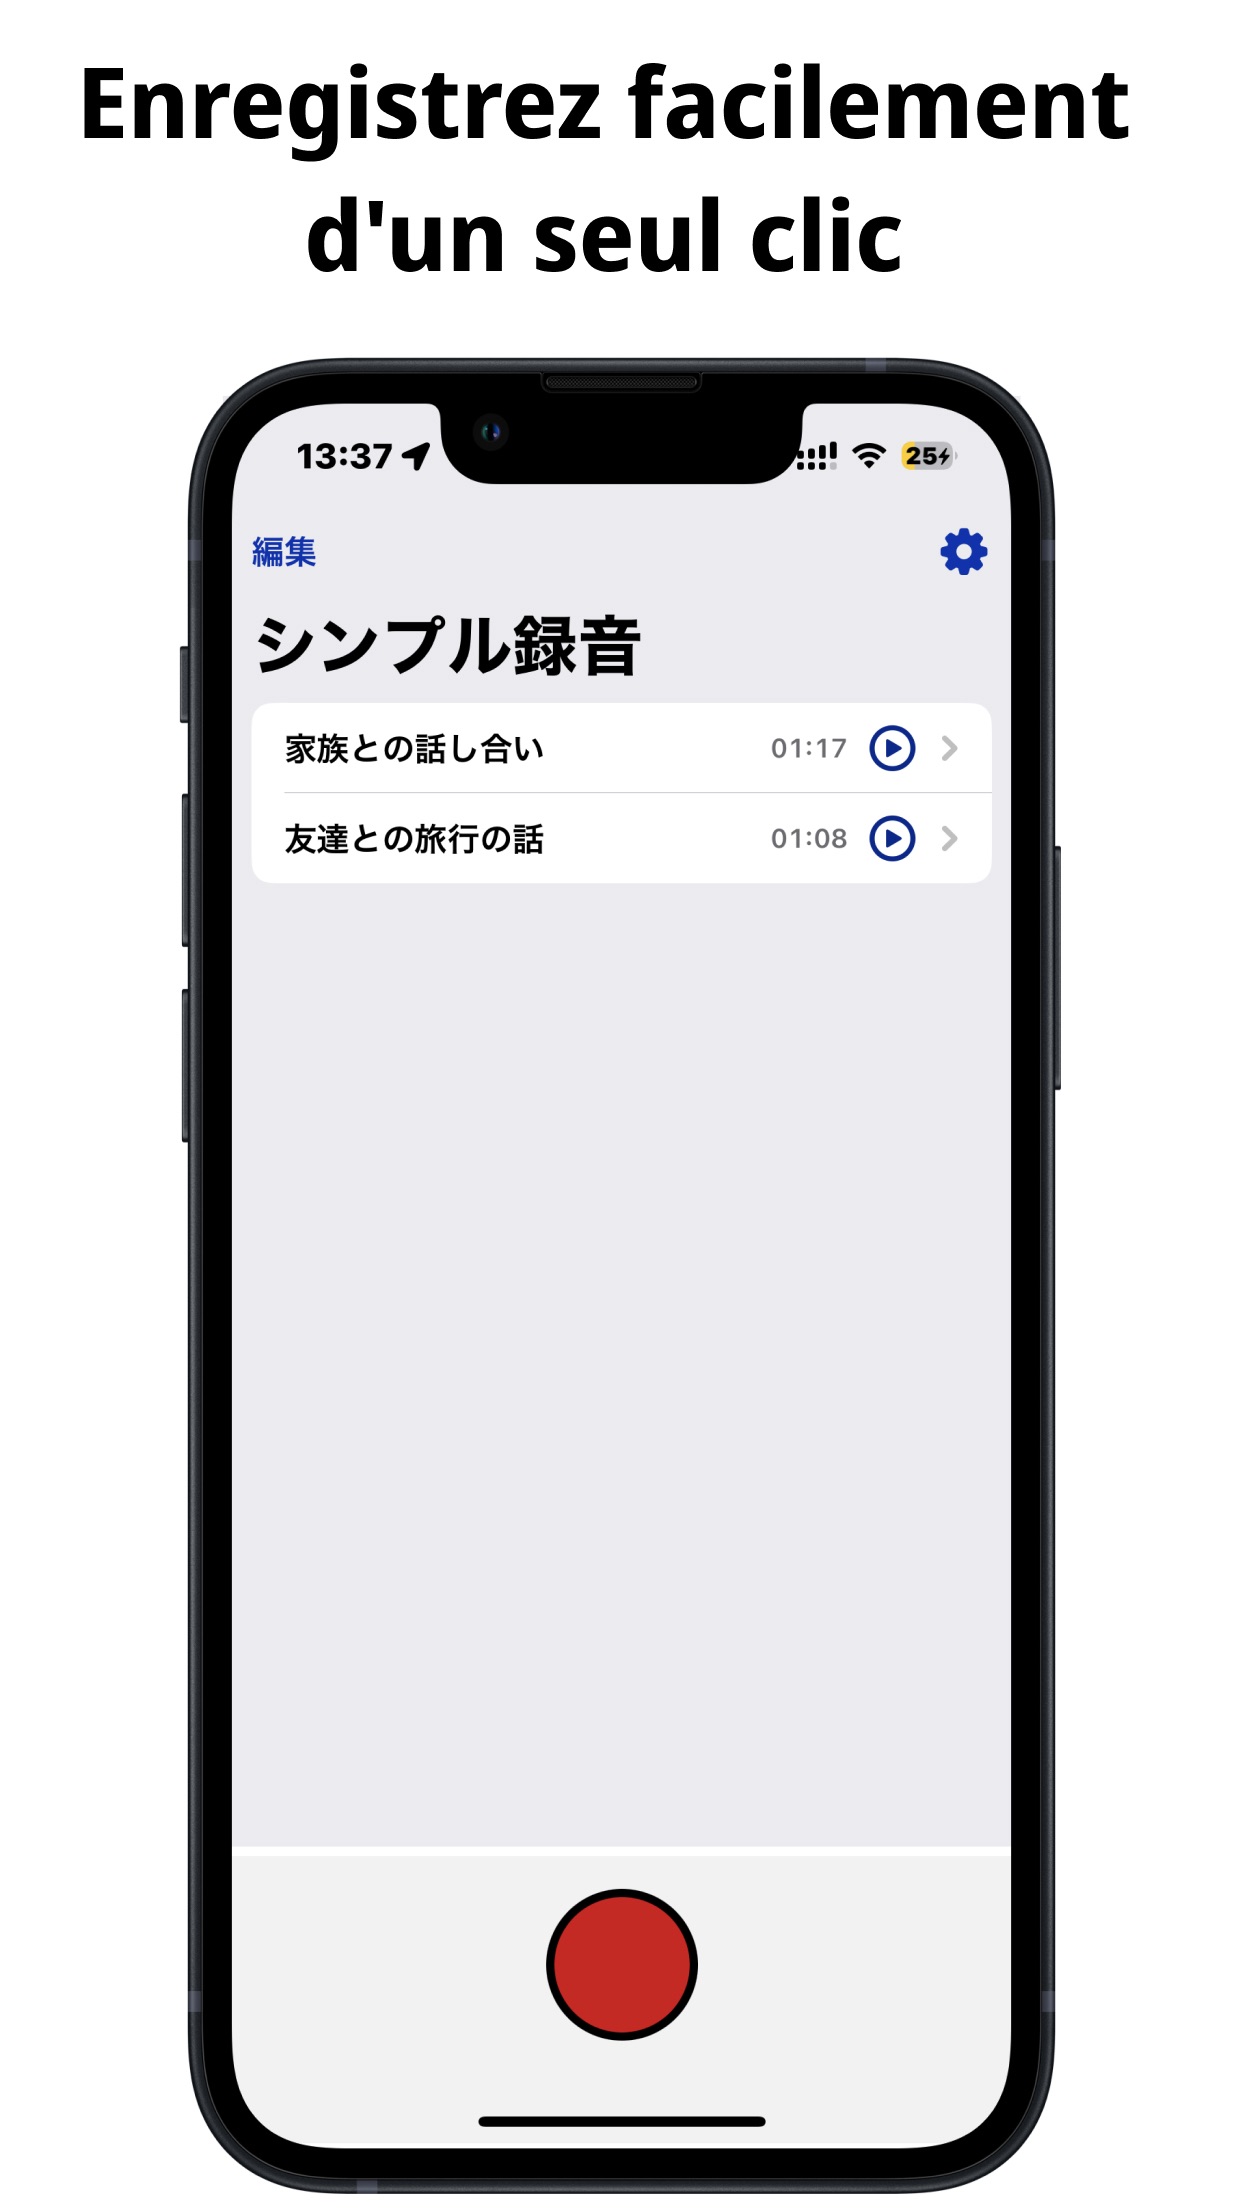 Enregistrez facilement
d'un seul clic
13:37
25
編集
シンプル録音
家族との話し合い 01:17
友達との旅行の話 01:08